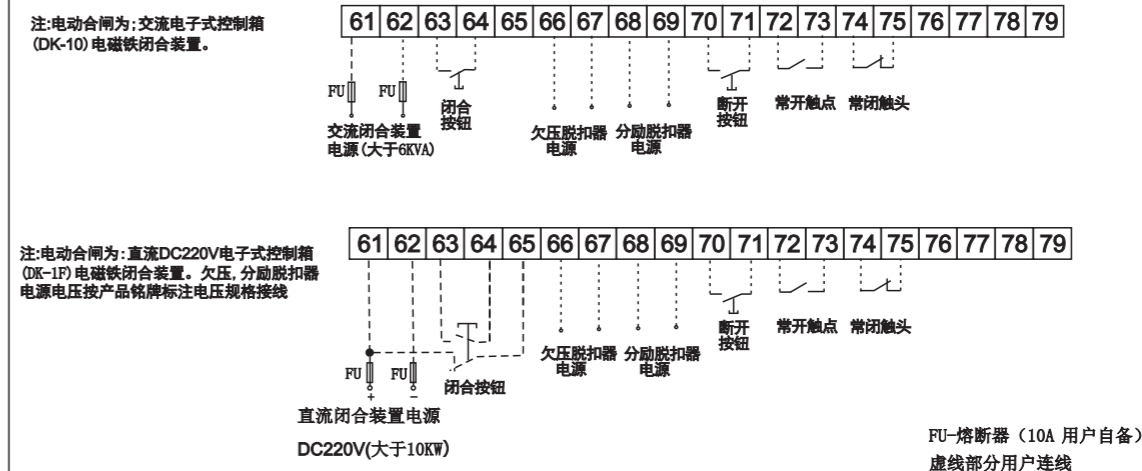 注:电动合闸为;交流电子式控制箱
(DK-10)电磁铁闭合装置。
61 62 63 64 65 66 67 68 69 70 71 72 73 74 75 76 77 78 79
FU FU
闭合
按钮
交流闭合装置
电源(大于6KVA)
欠压脱扣器
电源
分励脱扣器
电源
断开
按钮
常开触点
常闭触头
注:电动合闸为:直流DC220V电子式控制箱
(DK-1F)电磁铁闭合装置。欠压,分励脱扣器
电源电压按产品铭牌标注电压规格接线
61 62 63 64 65 66 67 68 69 70 71 72 73 74 75 76 77 78 79
FU FU
+ −
闭合按钮
直流闭合装置电源
DC220V(大于10KW)
欠压脱扣器
电源
分励脱扣器
电源
断开
按钮
常开触点
常闭触头
FU-熔断器(10A 用户自备)
虚线部分用户连线